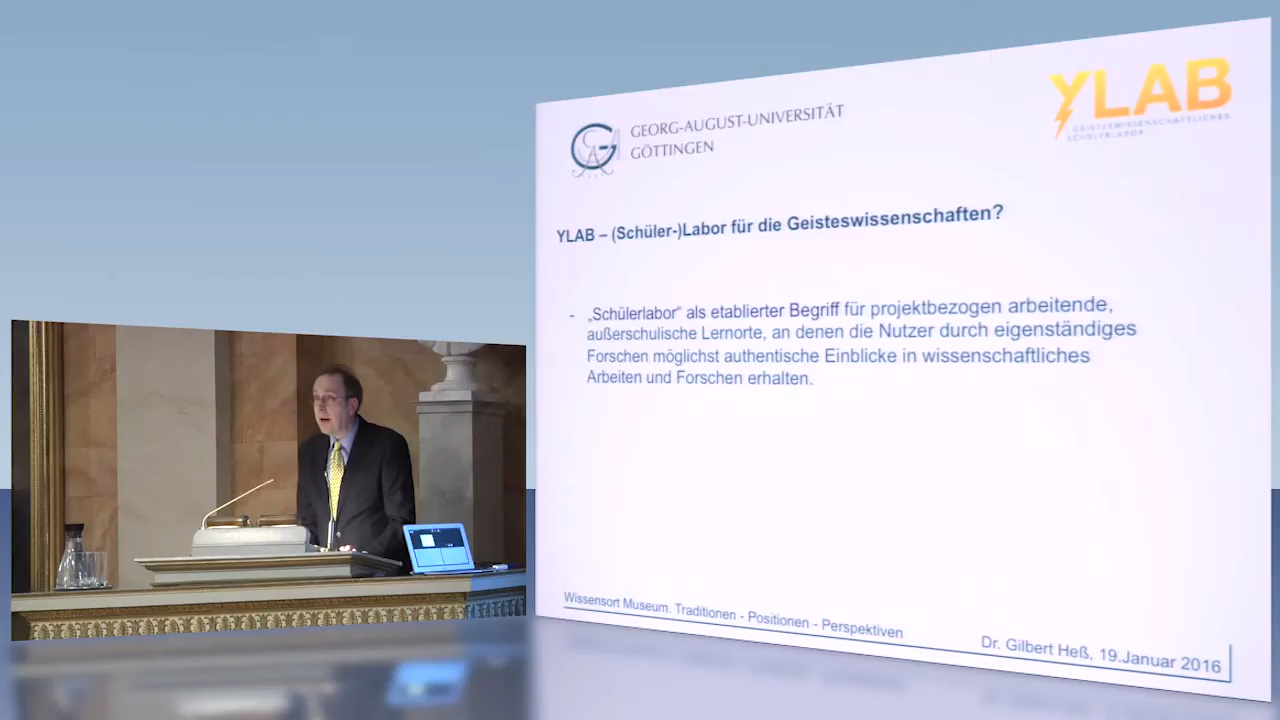 GEORG-AUGUST-UNIVERSITÄT
GÖTTINGEN
YLAB
GEISTESWISSENSCHAFTLICHES
SCHÜLERLABOR
YLAB – (Schüler-)Labor für die Geisteswissenschaften?
- „Schülerlabor“ als etablierter Begriff für projektbezogen arbeitende,
außerschulische Lernorte, an denen die Nutzer durch eigenständiges
Forschen möglichst authentische Einblicke in wissenschaftliches
Arbeiten und Forschen erhalten.
Wissensort Museum. Traditionen - Positionen - Perspektiven
Dr. Gilbert Heß, 19.Januar 2016